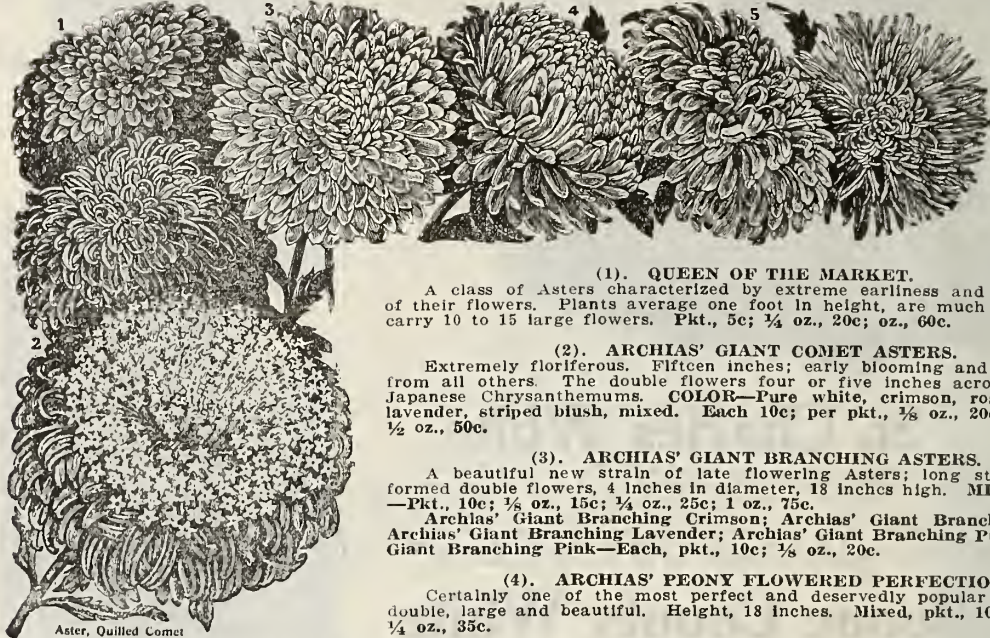 1
3
4
5
2
(1). QUEEN OF THE MARKET.
A class of Asters characterized by extreme earliness and
of their flowers. Plants average one foot in height, are much
carry 10 to 15 large flowers. Pkt., 5c; ¼ oz., 20c; oz., 60c.
(2). ARCHIAS' GIANT COMET ASTERS.
Extremely floriferous. Fifteen inches; early blooming and
from all others. The double flowers four or five inches acro
Japanese Chrysanthemums. COLOR—Pure white, crimson, ro
lavender, striped blush, mixed. Each 10c; per pkt., ⅛ oz., 20
½ oz., 50c.
(3). ARCHIAS' GIANT BRANCHING ASTERS.
A beautiful new strain of late flowering Asters; long st
formed double flowers, 4 inches in diameter, 18 inches high. MI
—Pkt., 10c; ⅛ oz., 15c; ¼ oz., 25c; 1 oz., 75c.
Archias' Giant Branching Crimson; Archias' Giant Branc
Archias' Giant Branching Lavender; Archias' Giant Branching P
Giant Branching Pink—Each, pkt., 10c; ⅛ oz., 20c.
(4). ARCHIAS' PEONY FLOWERED PERFECTIO
Certainly one of the most perfect and deservedly popular
double, large and beautiful. Height, 18 inches. Mixed, pkt., 10
¼ oz., 35c.
Aster, Quilled Comet